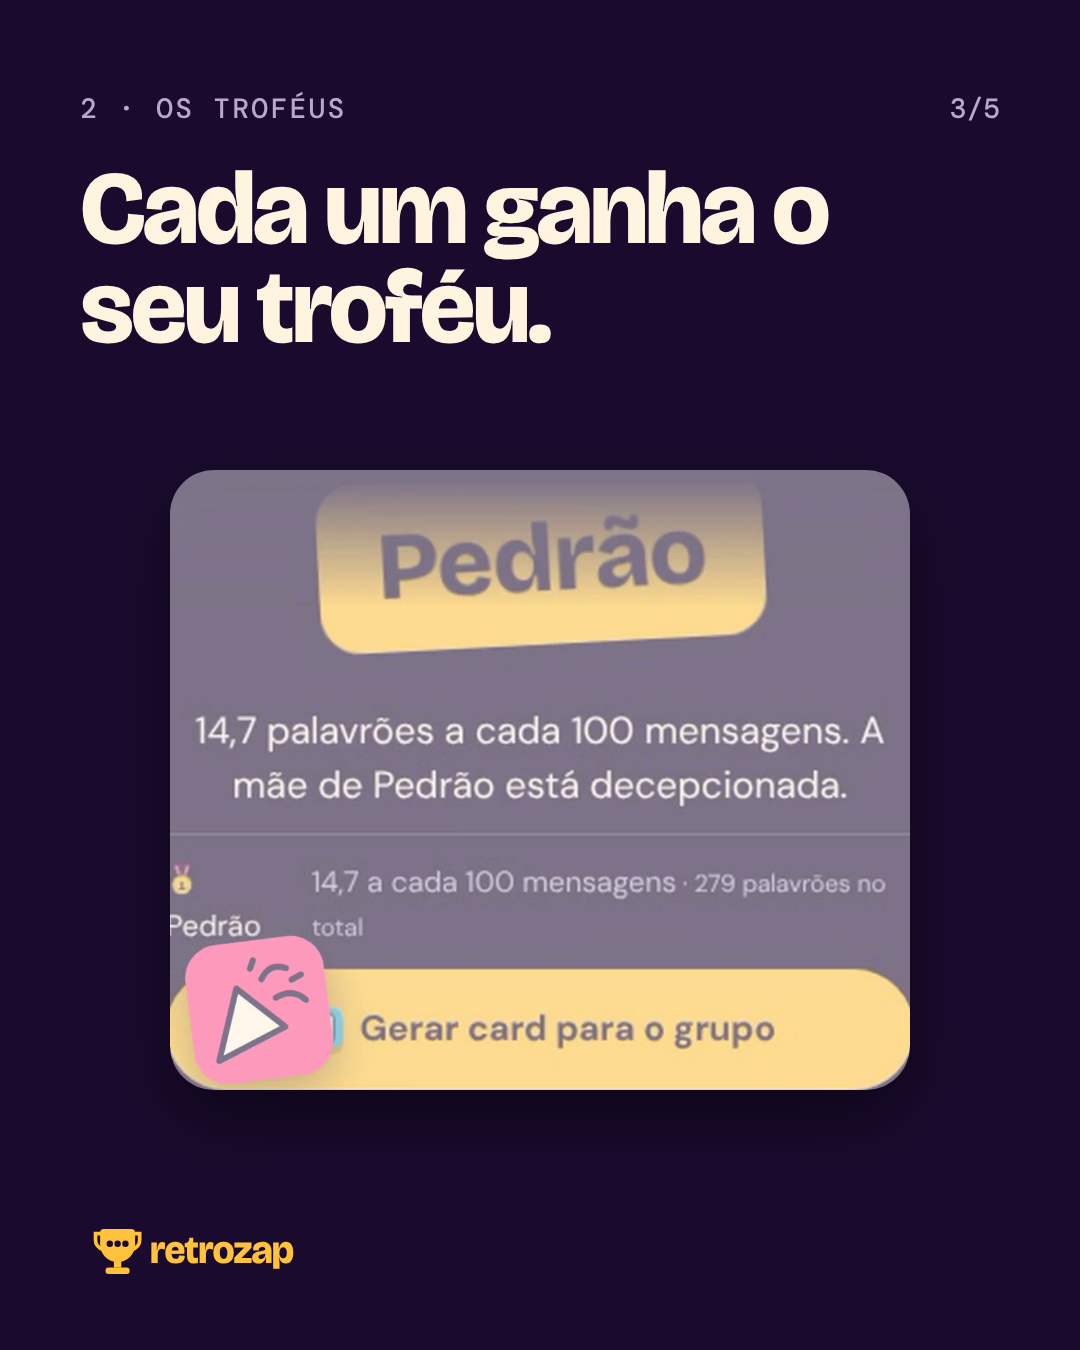 2 · OS TROFÉUS
3/5
Cada um ganha o
seu troféu.
Pedrão
14,7 palavrões a cada 100 mensagens. A
mãe de Pedrão está decepcionada.
14,7 a cada 100 mensagens · 279 palavrões no
Pedrão
total
Gerar card para o grupo
retrozap